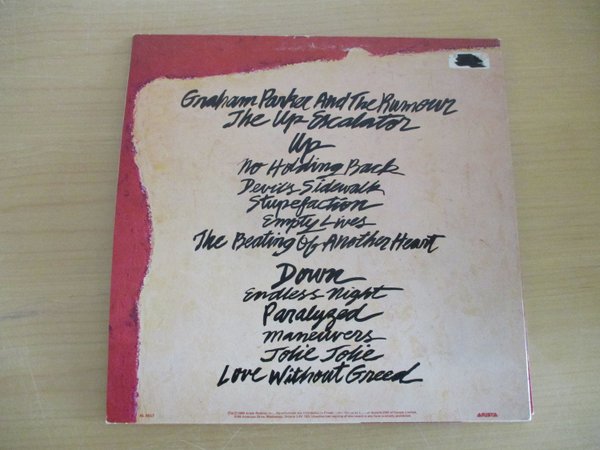 Graham Parker And The Rumour
The Up Escalator
Up
No Holding Back
Devil's Sidewalk
Stupefaction
Empty Lives
The Beating Of Another Heart
Down
Endless Night
Paralyzed
Maneuvers
Jolie Jolie
Love Without Greed
ARISTA